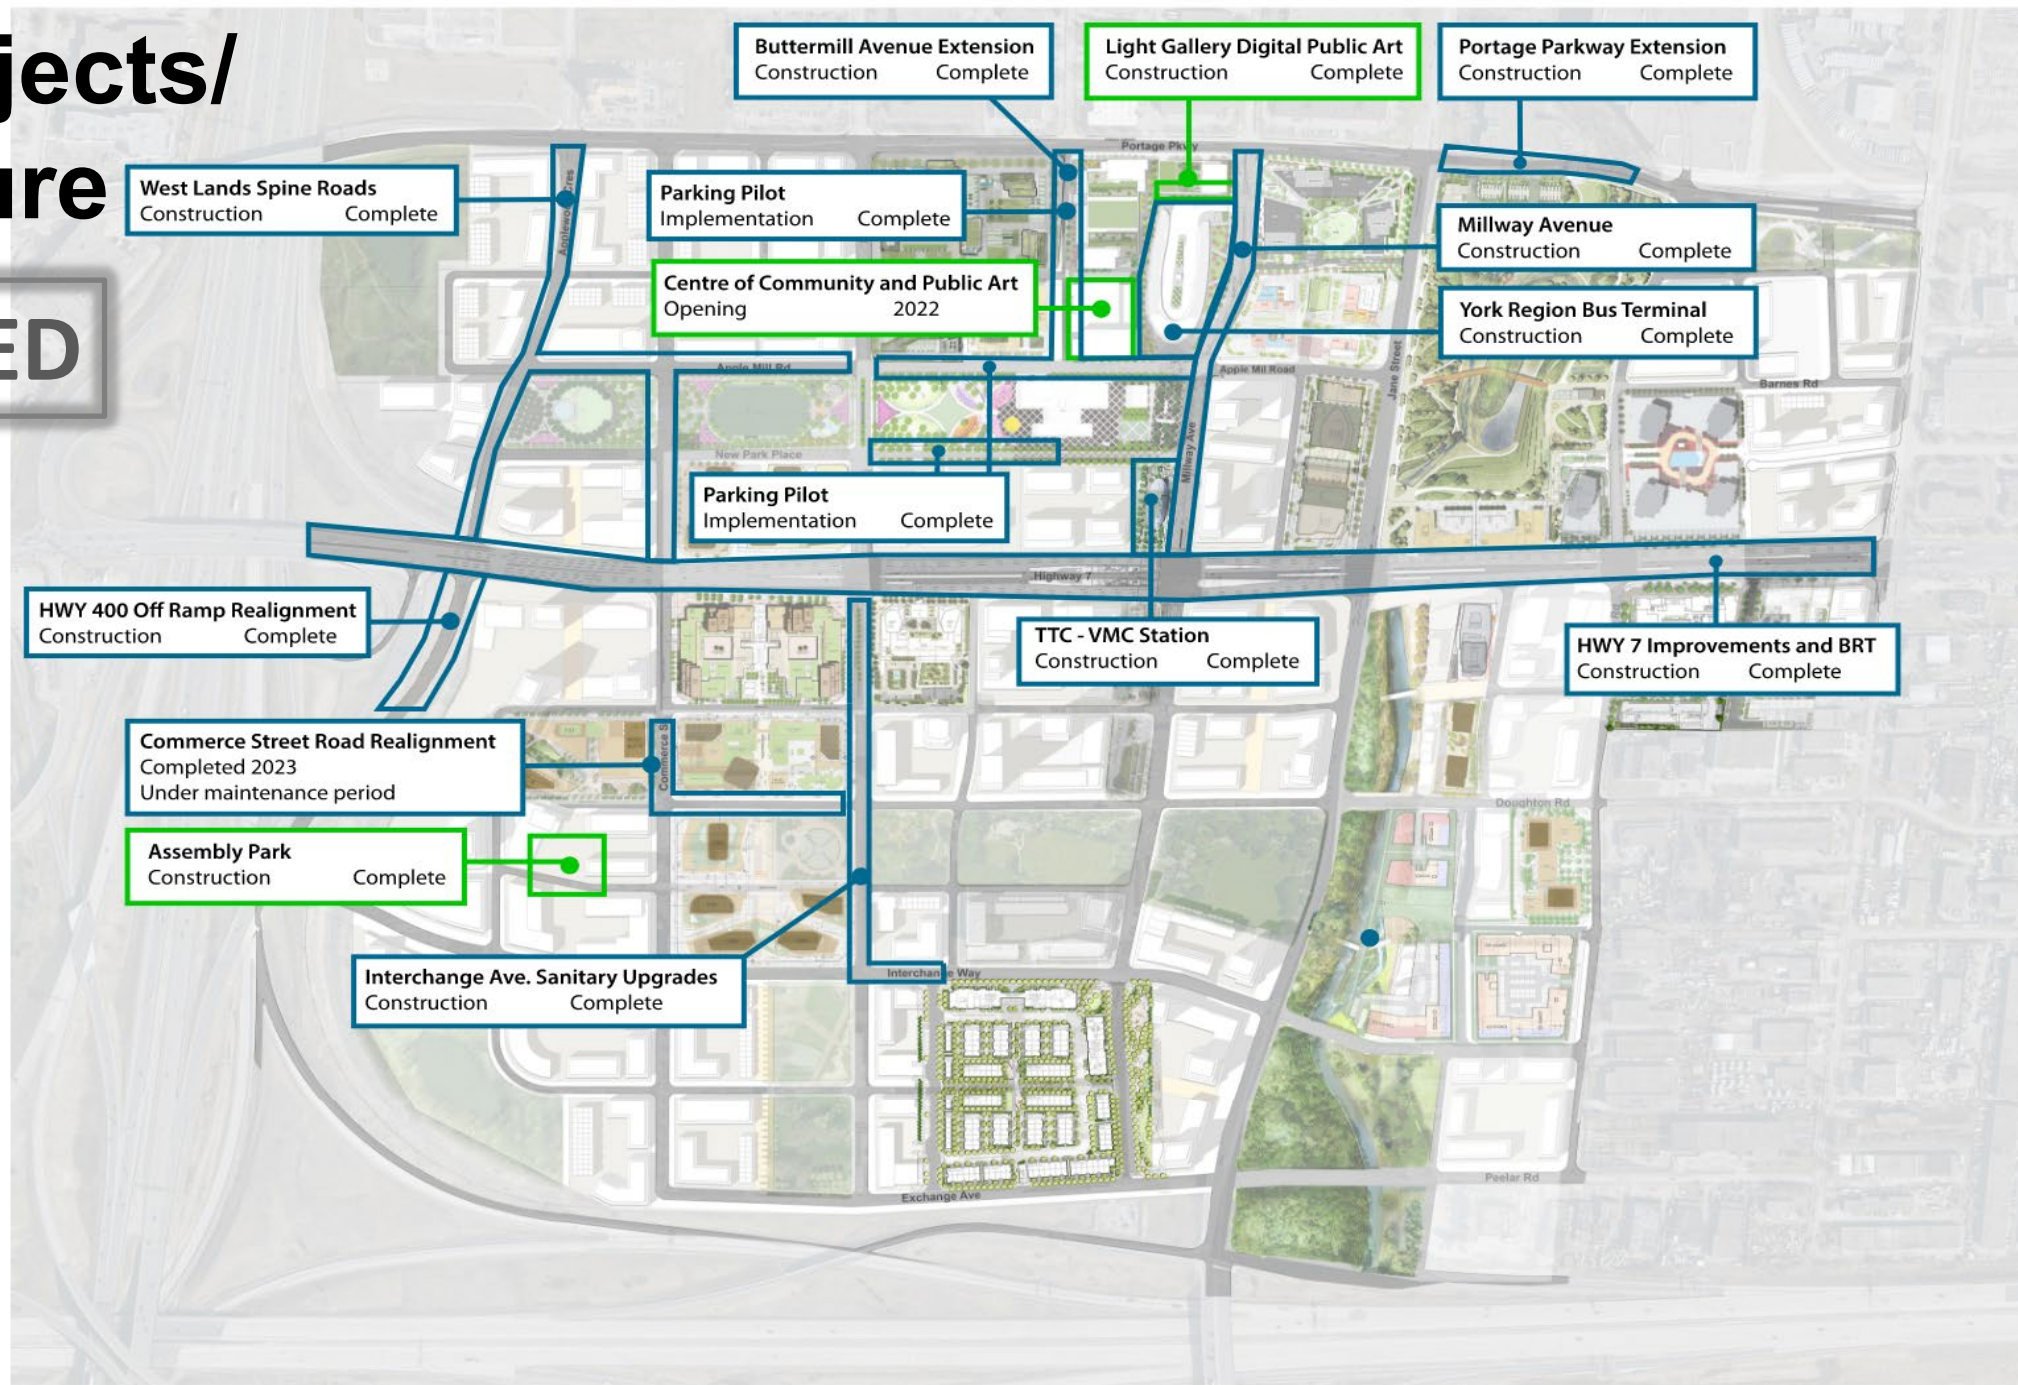 jects/
ure
ED
Buttermill Avenue Extension
Construction Complete
Light Gallery Digital Public Art
Construction Complete
Portage Parkway Extension
Construction Complete
Portage Pkwy
West Lands Spine Roads
Construction Complete
Parking Pilot
Implementation Complete
Millway Avenue
Construction Complete
Centre of Community and Public Art
Opening 2022
York Region Bus Terminal
Construction Complete
Jane Street
Apple Mill Rd
Apple Mil Road
Barnes Rd
Millway Ave
New Park Place
Parking Pilot
Implementation Complete
Highway 7
HWY 400 Off Ramp Realignment
Construction Complete
TTC - VMC Station
Construction Complete
HWY 7 Improvements and BRT
Construction Complete
Commerce Street Road Realignment
Completed 2023
Under maintenance period
Commerce S
Doughton Rd
Assembly Park
Construction Complete
Interchange Ave. Sanitary Upgrades
Construction Complete
Interchange Way
Exchange Ave
Peelar Rd